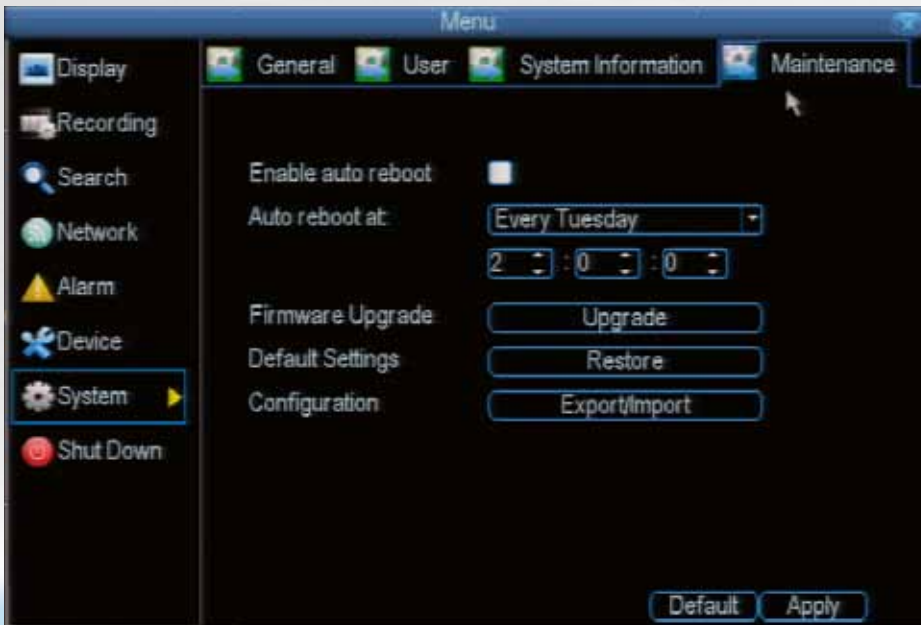 Menu
Display
Recording
Search
Network
Alarm
Device
System
Shut Down
General User System Information Maintenance
Enable auto reboot
Auto reboot at: Every Tuesday
2 : 0 : 0
Firmware Upgrade Upgrade
Default Settings Restore
Configuration Export/Import
Default Apply